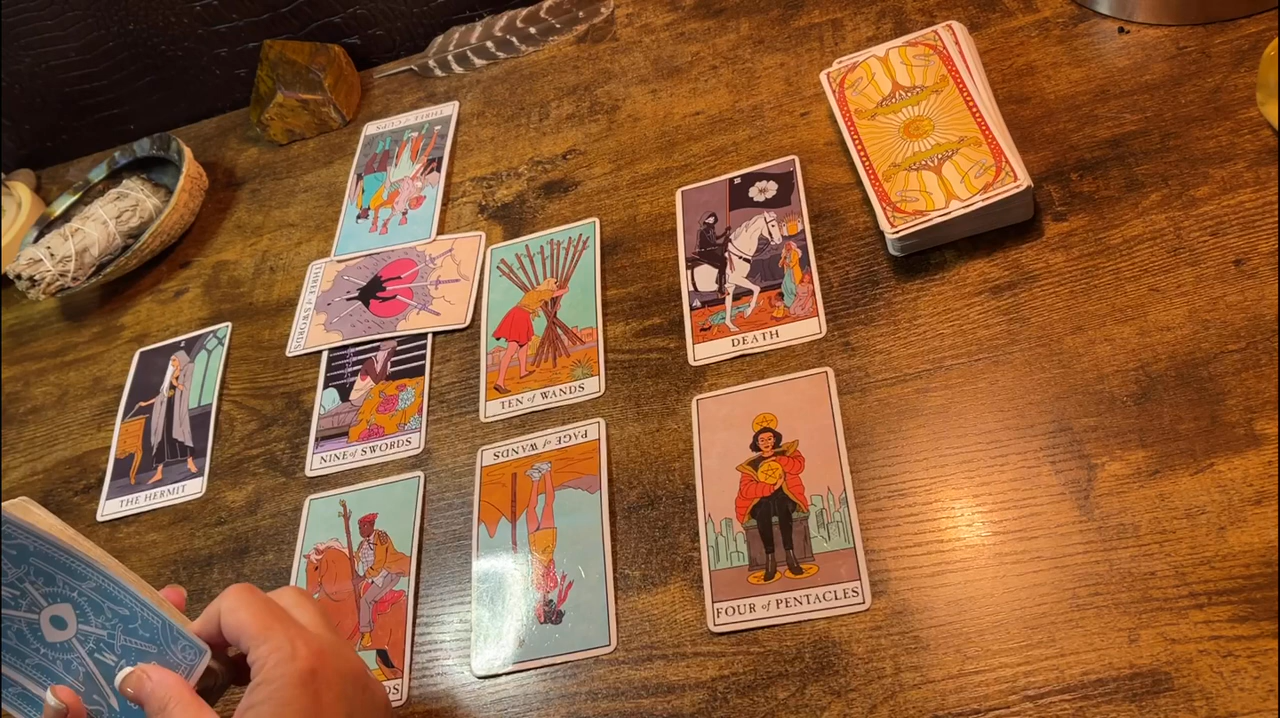 THREE of CUPS
THREE of SWORDS
TEN of WANDS
DEATH
NINE of SWORDS
THE HERMIT
PAGE of WANDS
FOUR of PENTACLES